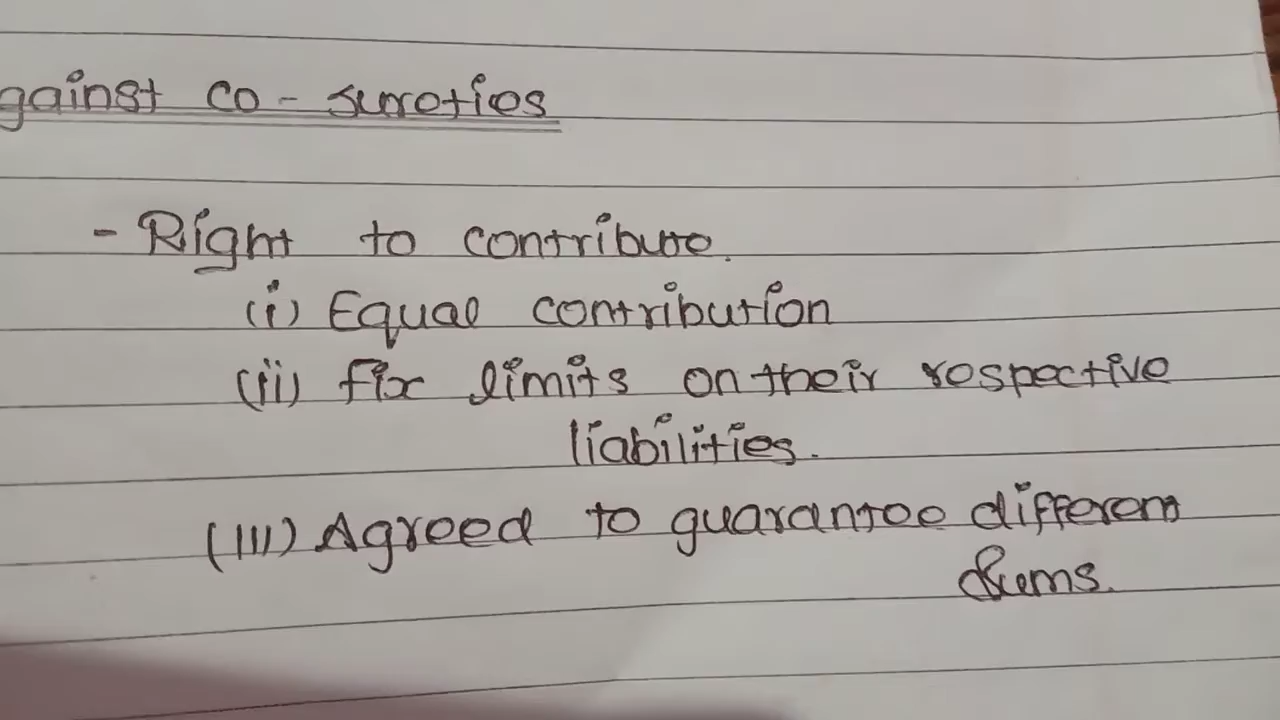 gainst co - sureties
- Right to contribute.
(i) Equal contribution
(ii) fix limits on their respective
liabilities.
(III) Agreed to guarantee different
sums.